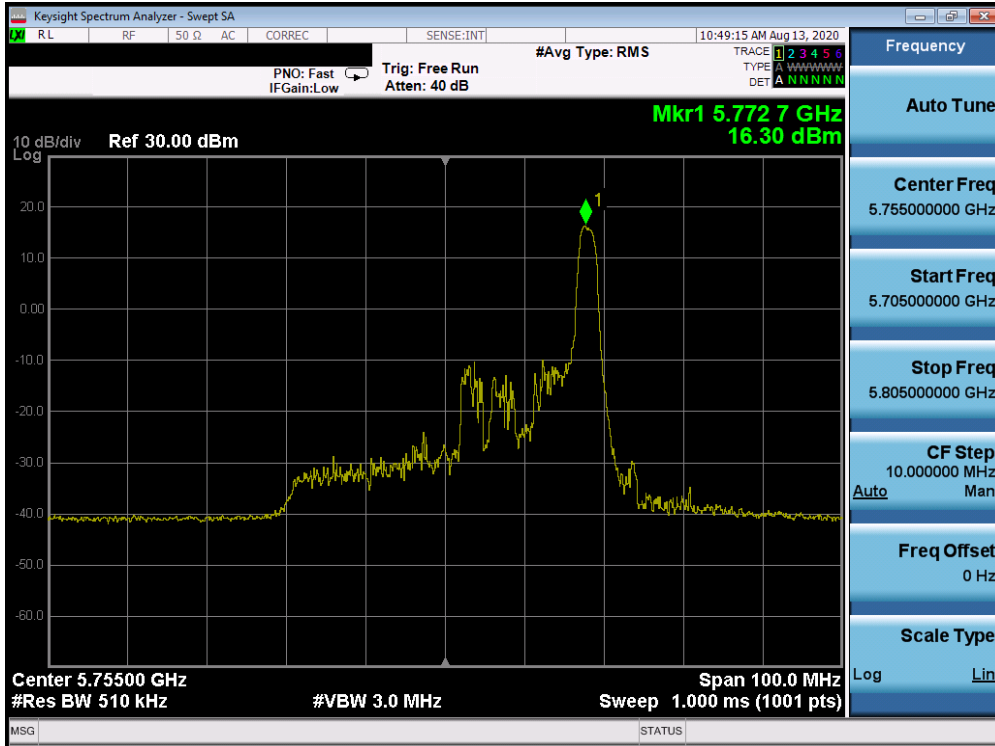 Keysight Spectrum Analyzer - Swept SA
LXI RL RF 50 Ω AC CORREC SENSE:INT 10:49:15 AM Aug 13, 2020
#Avg Type: RMS TRACE 1 2 3 4 5 6
PNO: Fast Trig: Free Run TYPE A WWWWW
IFGain:Low Atten: 40 dB DET A N N N N N
Mkr1 5.772 7 GHz
16.30 dBm
10 dB/div Ref 30.00 dBm
Log
1
20.0
10.0
0.00
-10.0
-20.0
-30.0
-40.0
-50.0
-60.0
Center 5.75500 GHz Span 100.0 MHz
#Res BW 510 kHz #VBW 3.0 MHz Sweep 1.000 ms (1001 pts)
MSG STATUS
Frequency
Auto Tune
Center Freq
5.755000000 GHz
Start Freq
5.705000000 GHz
Stop Freq
5.805000000 GHz
CF Step
10.000000 MHz
Auto Man
Freq Offset
0 Hz
Scale Type
Log Lin